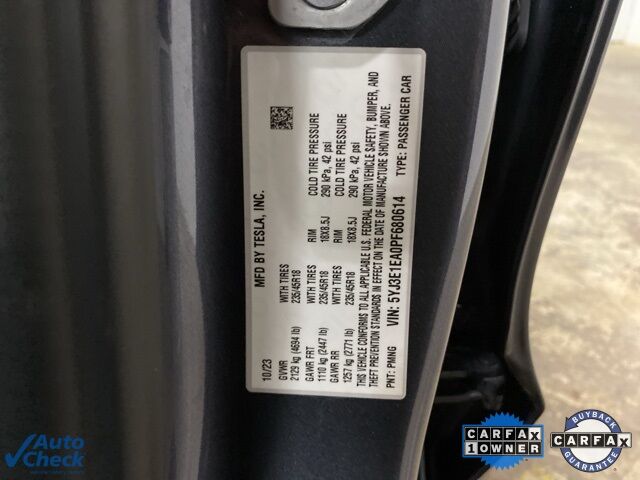 MFD BY TESLA, INC.
10/23
GVWR
2129 kg (4694 lb)
GAWR FRT
1110 kg (2447 lb)
GAWR RR
1257 kg (2771 lb)
WITH TIRES
235/45R18
WITH TIRES
235/45R18
WITH TIRES
235/45R18
RIM
18X8.5J
RIM
18X8.5J
COLD TIRE PRESSURE
290 kPa, 42 psi
COLD TIRE PRESSURE
290 kPa, 42 psi
THIS VEHICLE CONFORMS TO ALL APPLICABLE U.S. FEDERAL MOTOR VEHICLE SAFETY, BUMPER, AND
THEFT PREVENTION STANDARDS IN EFFECT ON THE DATE OF MANUFACTURE SHOWN ABOVE.
PNT: PMNG
VIN: 5YJ3E1EA0PF680614
TYPE: PASSENGER CAR
Auto
Check
CARFAX
1 OWNER
BUYBACK
CARFAX
GUARANTEE